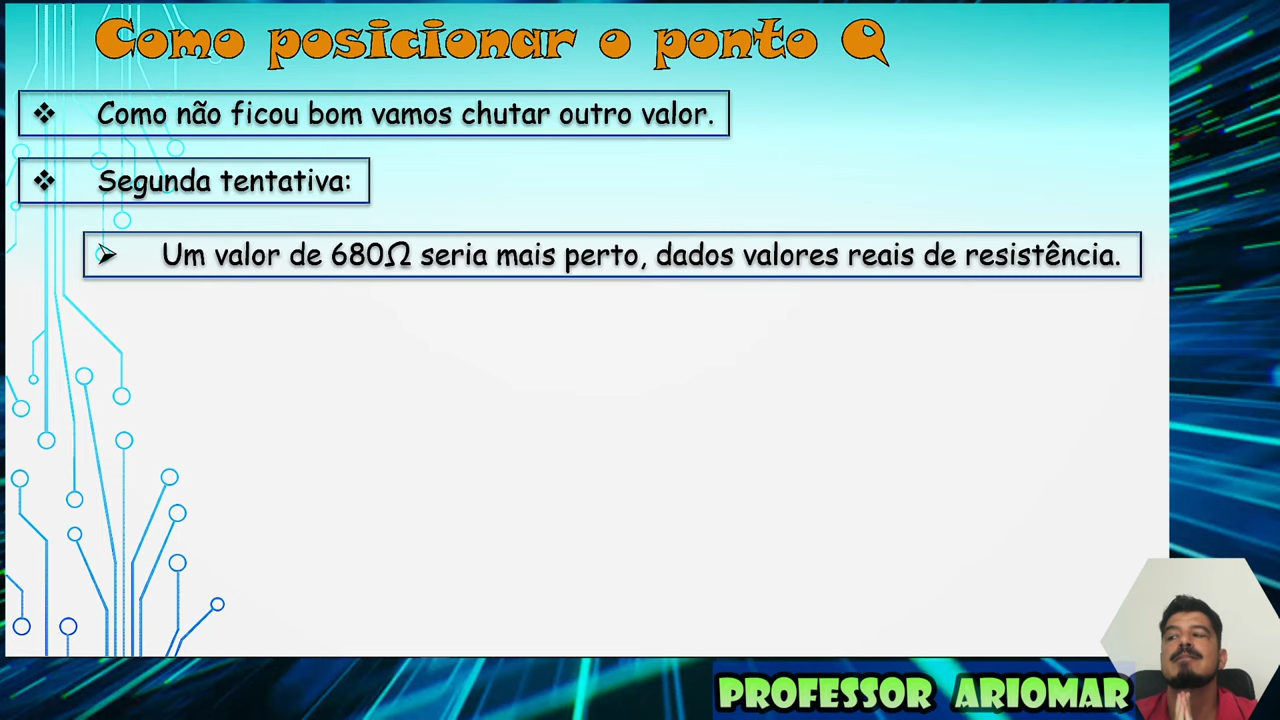 Como posicionar o ponto Q
Como não ficou bom vamos chutar outro valor.
Segunda tentativa:
Um valor de 680Ω seria mais perto, dados valores reais de resistência.
PROFESSOR ARIOMAR